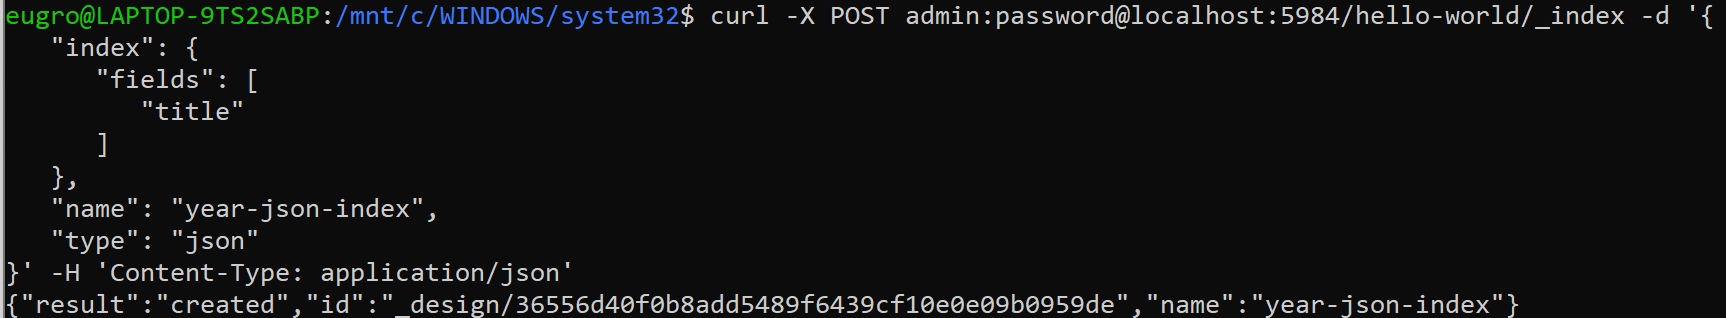 eugro@LAPTOP-9TS2SABP:/mnt/c/WINDOWS/system32$ curl -X POST admin:password@localhost:5984/hello-world/_index -d '{
   "index": {
      "fields": [
         "title"
      ]
   },
   "name": "year-json-index",
   "type": "json"
}' -H 'Content-Type: application/json'
{"result":"created","id":"_design/36556d40f0b8add5489f6439cf10e0e09b0959de","name":"year-json-index"}